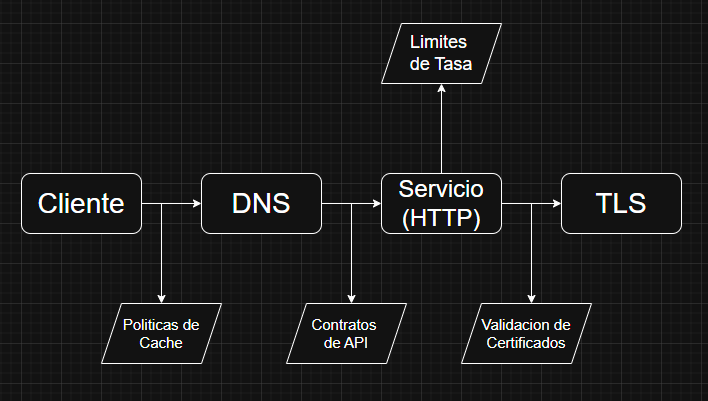 Limites
de Tasa
Cliente
DNS
Servicio
(HTTP)
TLS
Politicas de
Cache
Contratos
de API
Validacion de
Certificados